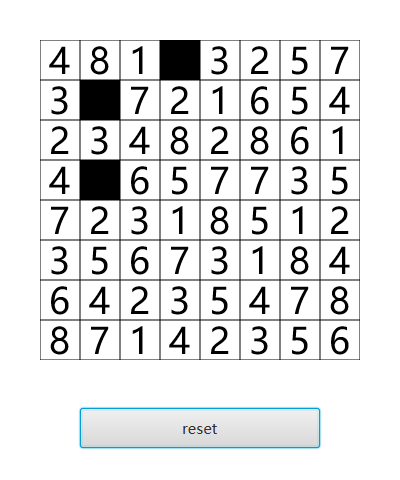 4 8 1 3 2 5 7
3 7 2 1 6 5 4
2 3 4 8 2 8 6 1
4 6 5 7 7 3 5
7 2 3 1 8 5 1 2
3 5 6 7 3 1 8 4
6 4 2 3 5 4 7 8
8 7 1 4 2 3 5 6
reset